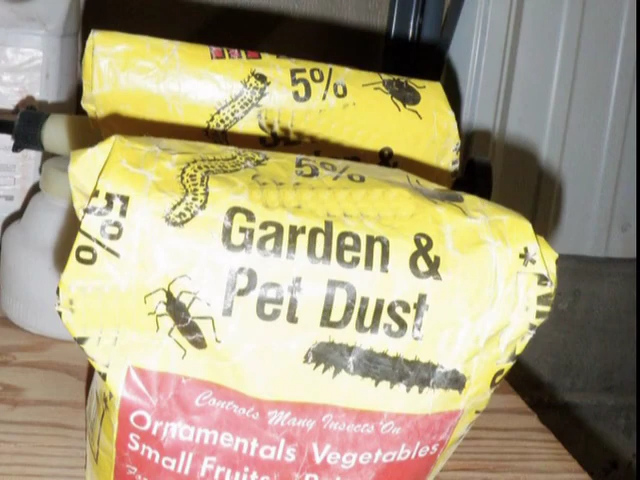 5%
&
5%
5%
Garden &
Pet Dust
Controls Many Insects On
Ornamentals Vegetables
Small Fruits